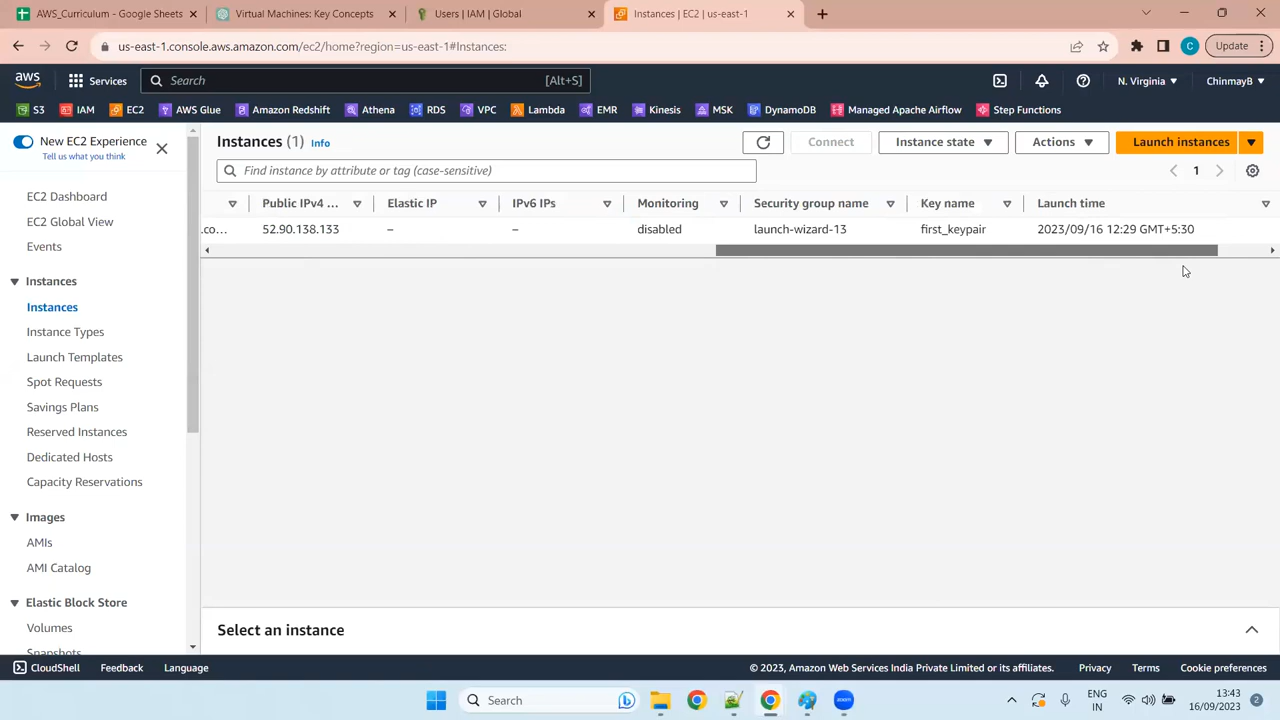 AWS_Curriculum - Google Sheets
Virtual Machines: Key Concepts
Users | IAM | Global
Instances | EC2 | us-east-1
us-east-1.console.aws.amazon.com/ec2/home?region=us-east-1#Instances:
C
Update
aws
Services
Search
[Alt+S]
N. Virginia
ChinmayB
S3
IAM
EC2
AWS Glue
Amazon Redshift
Athena
RDS
VPC
Lambda
EMR
Kinesis
MSK
DynamoDB
Managed Apache Airflow
Step Functions
New EC2 Experience
Tell us what you think
EC2 Dashboard
EC2 Global View
Events
Instances
Instances
Instance Types
Launch Templates
Spot Requests
Savings Plans
Reserved Instances
Dedicated Hosts
Capacity Reservations
Images
AMIs
AMI Catalog
Elastic Block Store
Volumes
Snapshots
Instances (1) Info
Connect
Instance state
Actions
Launch instances
Find instance by attribute or tag (case-sensitive)
1
Public IPv4 ...
Elastic IP
IPv6 IPs
Monitoring
Security group name
Key name
Launch time
.co...
52.90.138.133
–
–
disabled
launch-wizard-13
first_keypair
2023/09/16 12:29 GMT+5:30
Select an instance
CloudShell
Feedback
Language
© 2023, Amazon Web Services India Private Limited or its affiliates.
Privacy
Terms
Cookie preferences
Search
zoom
ENG
IN
13:43
16/09/2023
2